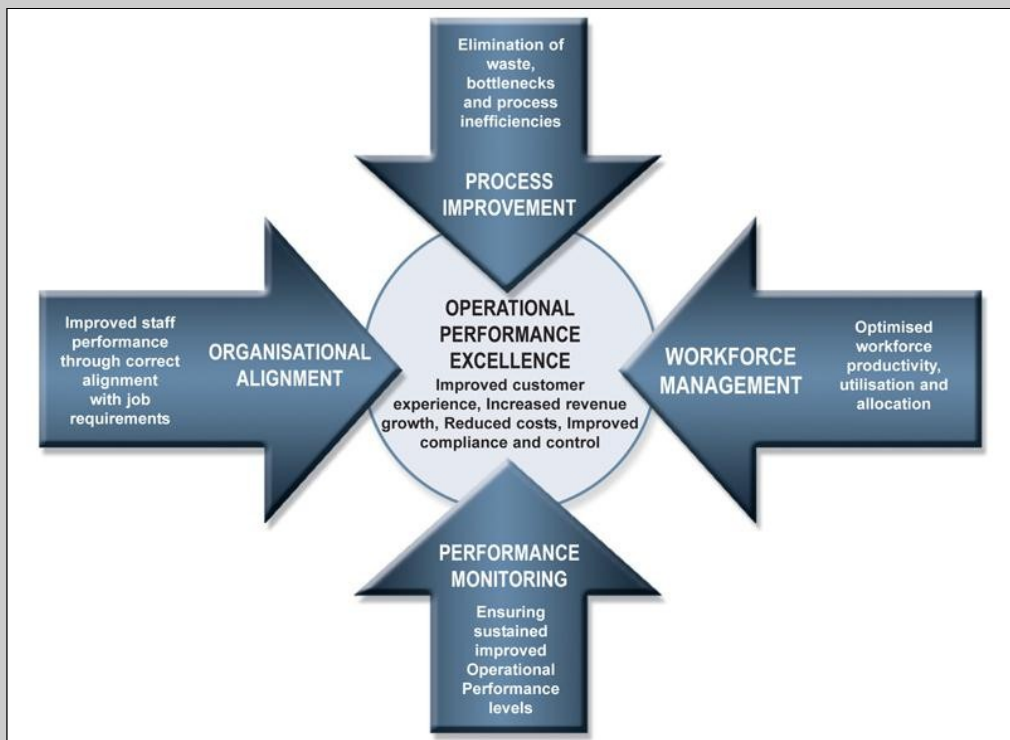 Elimination of
waste,
bottlenecks
and process
inefficiencies
PROCESS
IMPROVEMENT
Improved staff
performance
through correct
alignment
with job
requirements
ORGANISATIONAL
ALIGNMENT
OPERATIONAL
PERFORMANCE
EXCELLENCE
Improved customer
experience, Increased revenue
growth, Reduced costs, Improved
compliance and control
WORKFORCE
MANAGEMENT
Optimised
workforce
productivity,
utilisation and
allocation
PERFORMANCE
MONITORING
Ensuring
sustained
improved
Operational
Performance
levels